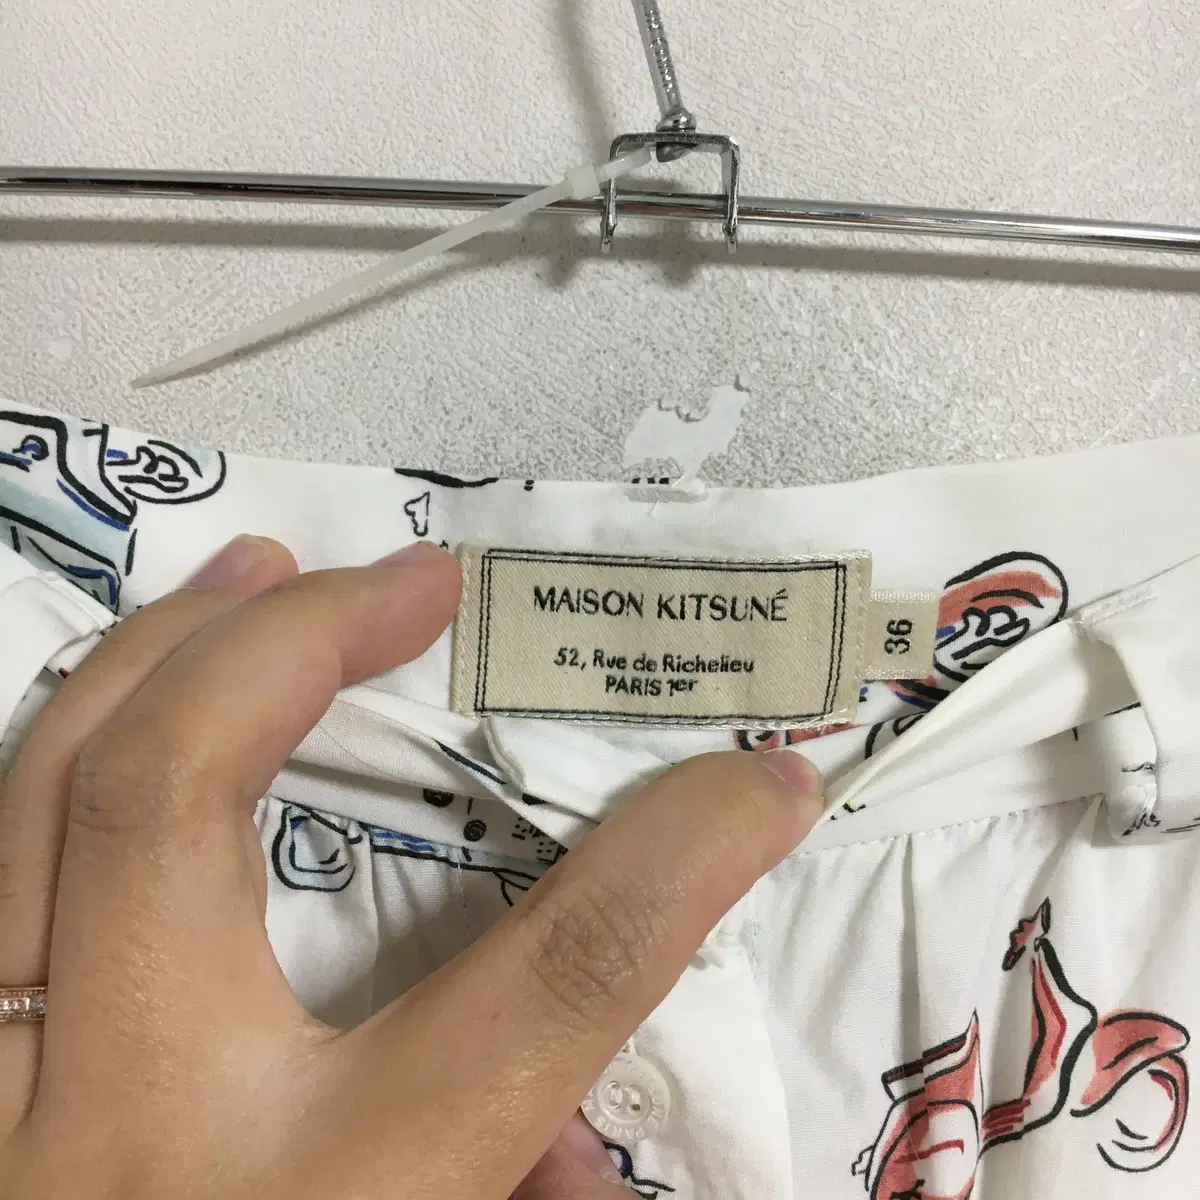 MAISON KITSUNÉ
52, Rue de Richelieu
PARIS 1er
36